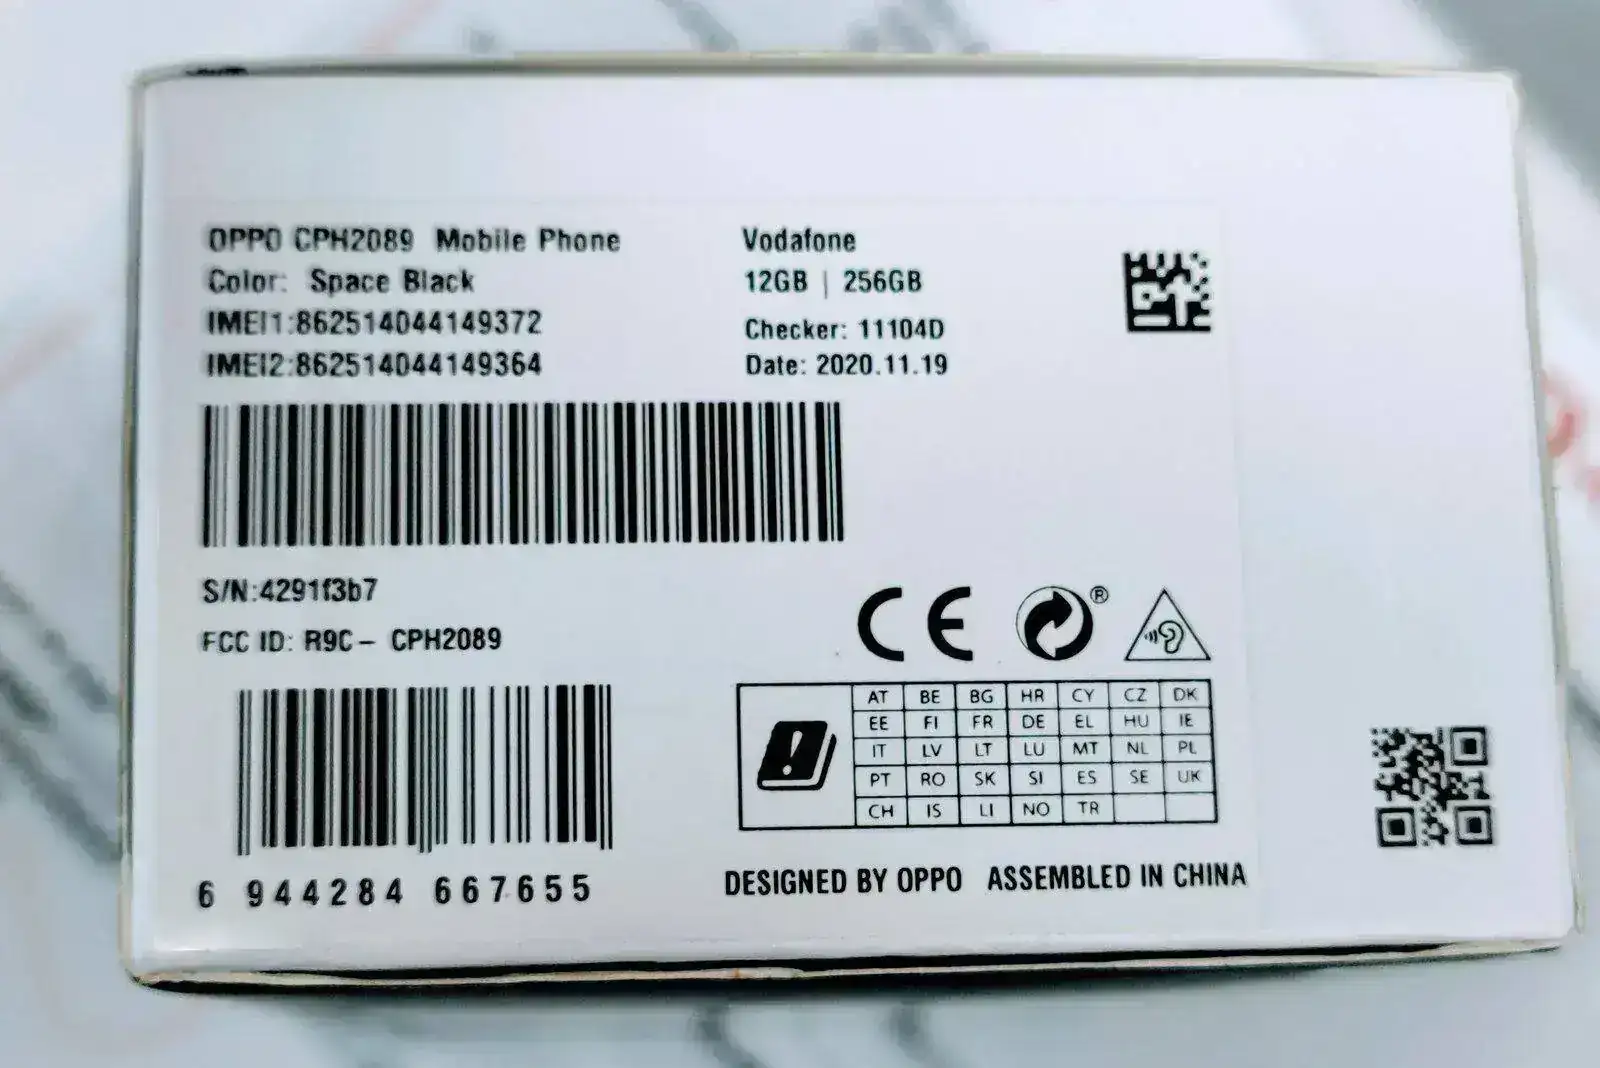 OPPO CPH2089 Mobile Phone
Color: Space Black
IMEI1:862514044149372
IMEI2:862514044149364
Vodafone
12GB | 256GB
Checker: 11104D
Date: 2020.11.19
S/N:4291f3b7
FCC ID: R9C- CPH2089
6 944284 667655
CE
®
AT BE BG HR CY CZ DK
EE FI FR DE EL HU IE
IT LV LT LU MT NL PL
PT RO SK SI ES SE UK
CH IS LI NO TR
DESIGNED BY OPPO ASSEMBLED IN CHINA